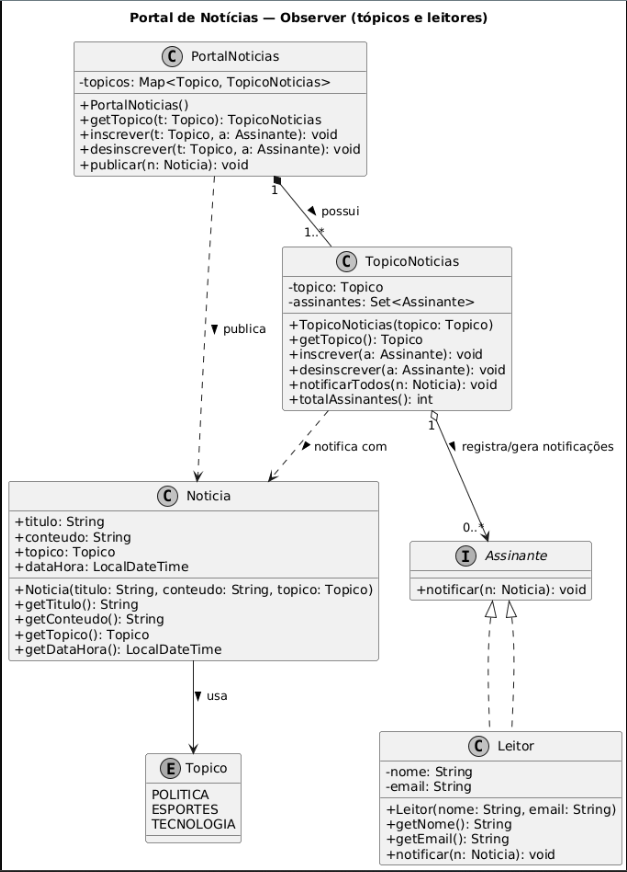 Portal de Notícias — Observer (tópicos e leitores)
C PortalNoticias
-topicos: Map<Topico, TopicoNoticias>
+PortalNoticias()
+getTopico(t: Topico): TopicoNoticias
+inscrever(t: Topico, a: Assinante): void
+desinscrever(t: Topico, a: Assinante): void
+publicar(n: Noticia): void
1
possui
1..*
C TopicoNoticias
-topico: Topico
-assinantes: Set<Assinante>
+TopicoNoticias(topico: Topico)
+getTopico(): Topico
+inscrever(a: Assinante): void
+desinscrever(a: Assinante): void
+notificarTodos(n: Noticia): void
+totalAssinantes(): int
publica
1
notifica com
registra/gera notificações
0..*
C Noticia
+titulo: String
+conteudo: String
+topico: Topico
+dataHora: LocalDateTime
+Noticia(titulo: String, conteudo: String, topico: Topico)
+getTitulo(): String
+getConteudo(): String
+getTopico(): Topico
+getDataHora(): LocalDateTime
I Assinante
+notificar(n: Noticia): void
usa
E Topico
POLITICA
ESPORTES
TECNOLOGIA
C Leitor
-nome: String
-email: String
+Leitor(nome: String, email: String)
+getNome(): String
+getEmail(): String
+notificar(n: Noticia): void